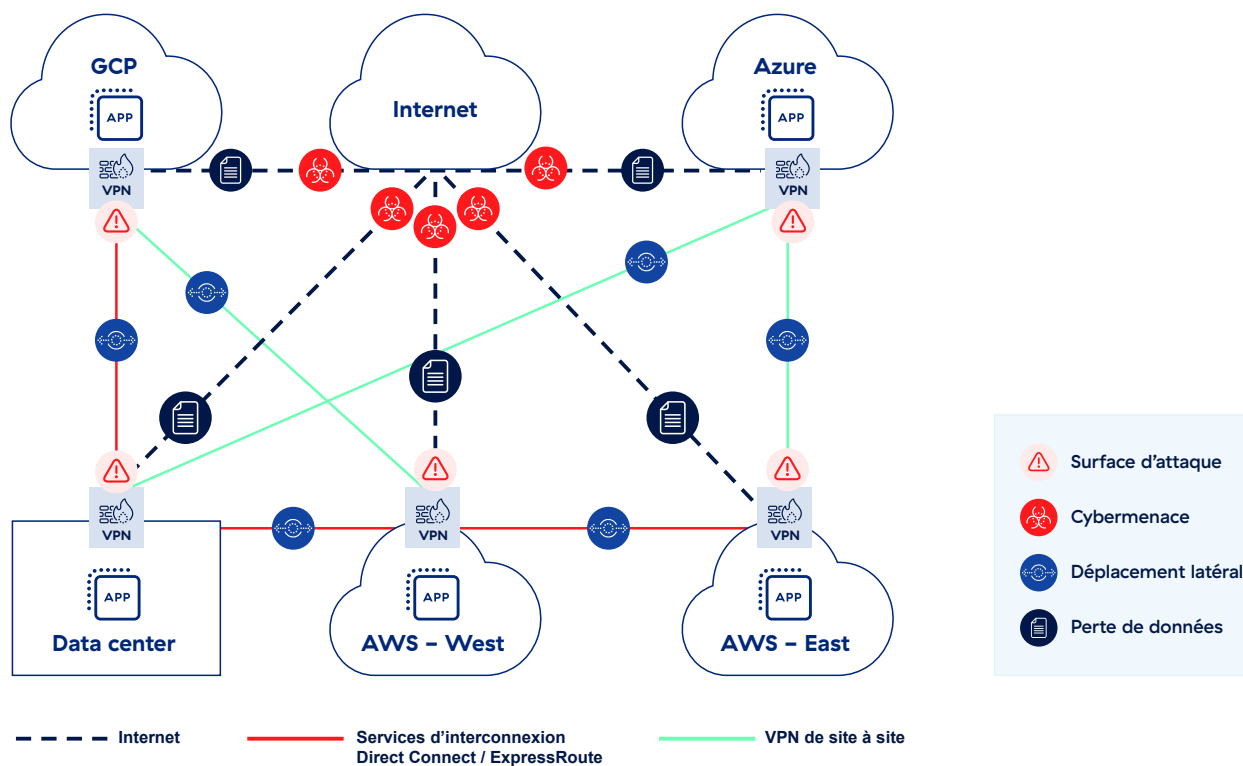 GCP
APP
VPN
Internet
Azure
APP
VPN
VPN
APP
Data center
VPN
APP
AWS – West
VPN
APP
AWS – East
Surface d'attaque
Cybermenace
Déplacement latéral
Perte de données
Internet
Services d'interconnexion
Direct Connect / ExpressRoute
VPN de site à site